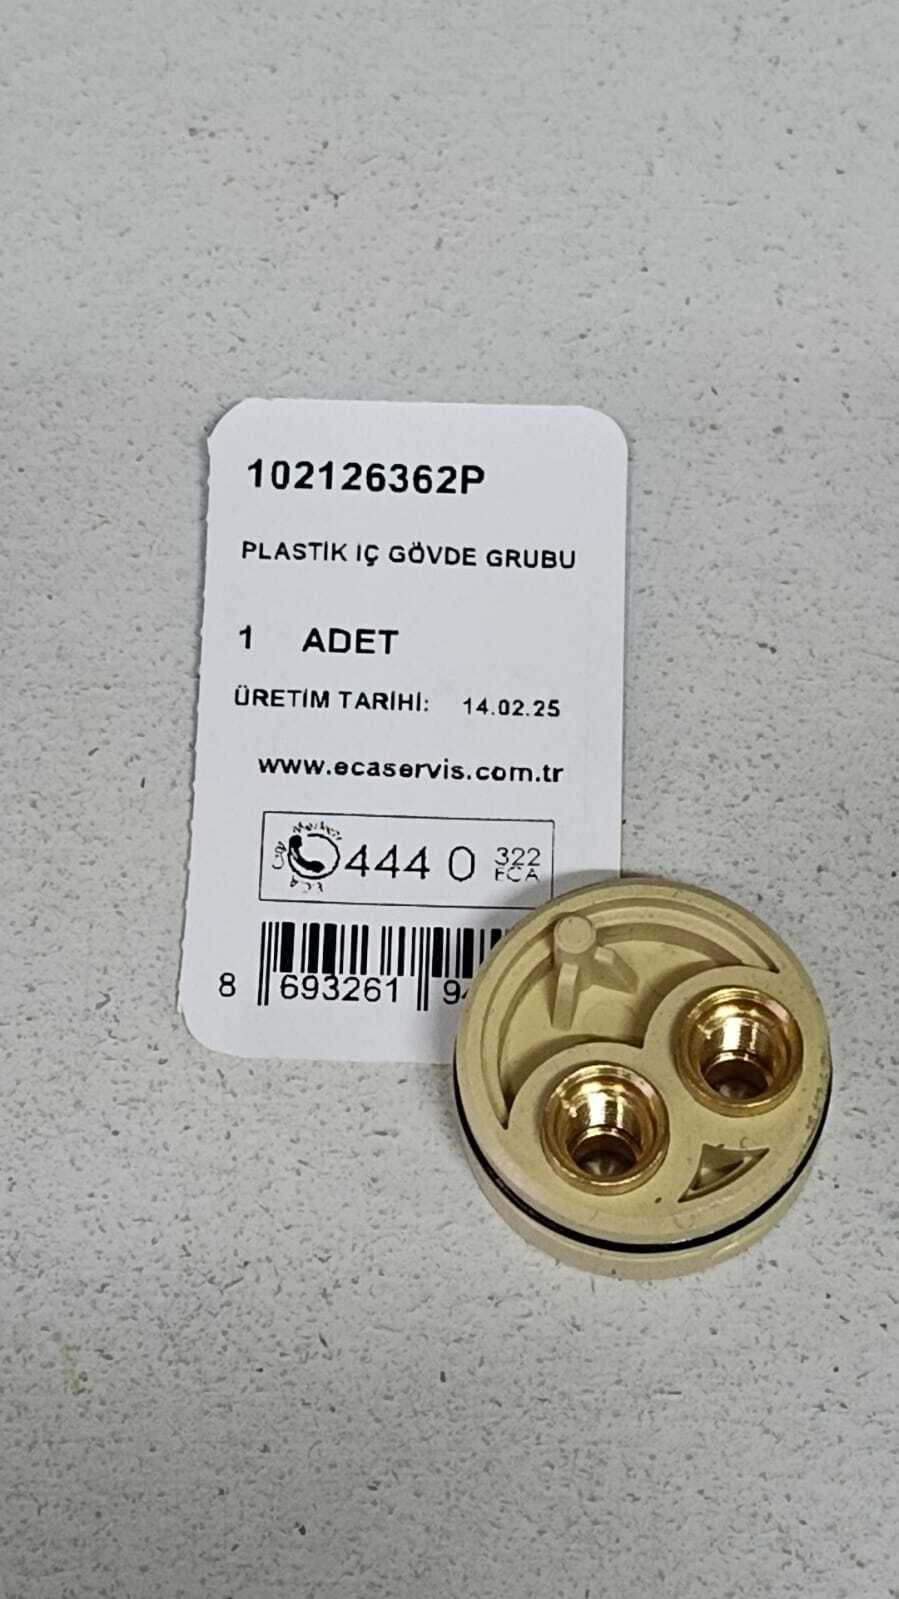 102126362P
PLASTİK İÇ GÖVDE GRUBU
1 ADET
ÜRETİM TARİHİ: 14.02.25
www.ecaservis.com.tr
444 0 322
ECA
8 693261 94